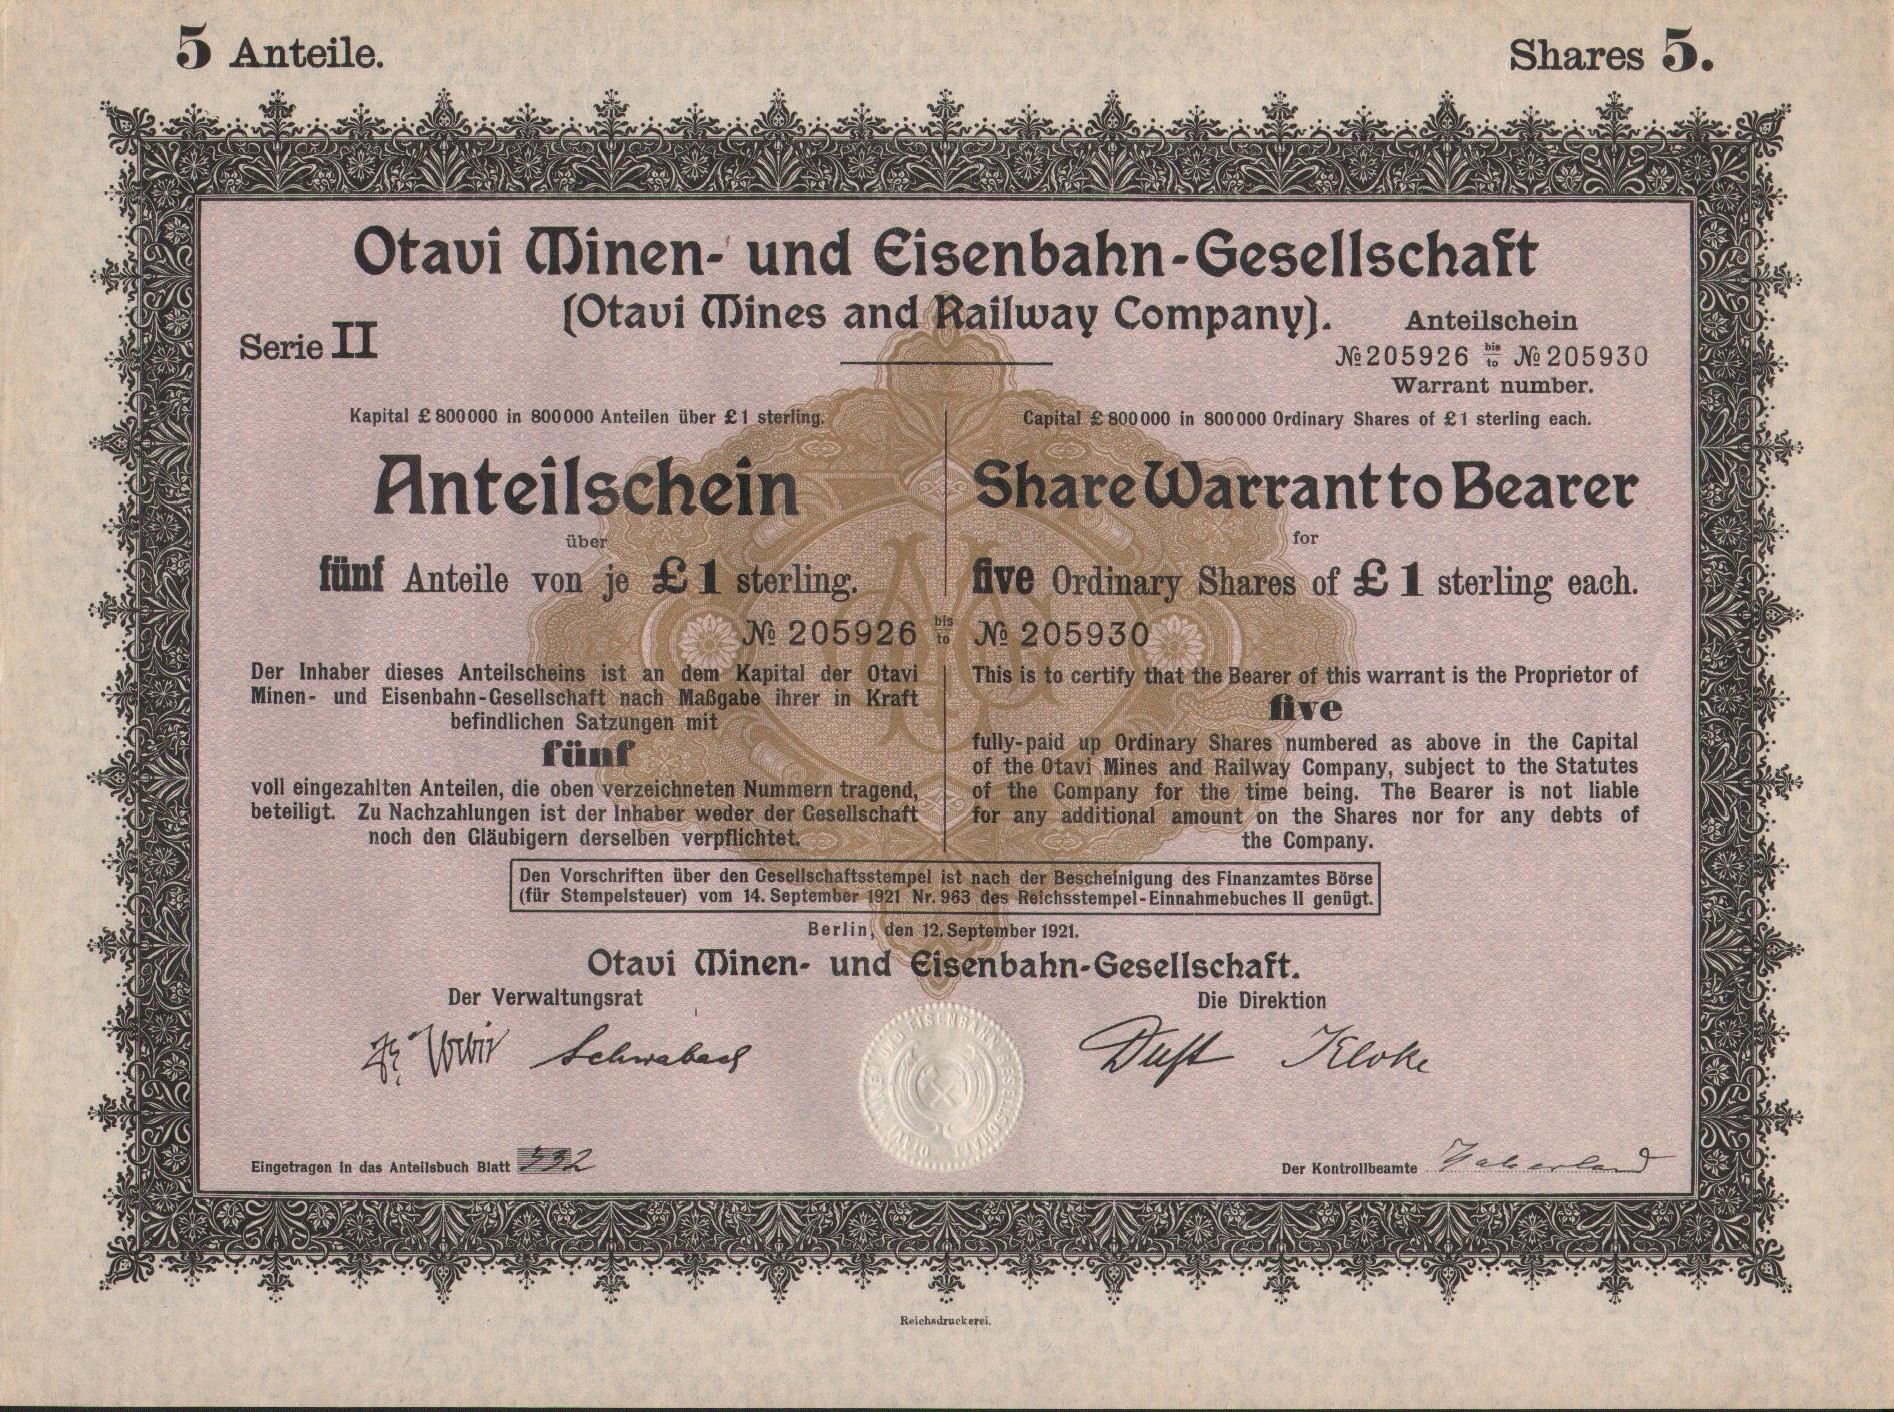 5 Anteile.
Shares 5.
Otavi Minen- und Eisenbahn-Gesellschaft
(Otavi Mines and Railway Company).
Serie II
Anteilschein
№ 205926 bis to № 205930
Warrant number.
Kapital £ 800000 in 800000 Anteilen über £ 1 sterling.
Anteilschein
über
fünf Anteile von je £ 1 sterling.
Capital £ 800000 in 800000 Ordinary Shares of £ 1 sterling each.
Share Warrant to Bearer
for
five Ordinary Shares of £ 1 sterling each.
№ 205926 bis to № 205930
Der Inhaber dieses Anteilscheins ist an dem Kapital der Otavi
Minen- und Eisenbahn-Gesellschaft nach Maßgabe ihrer in Kraft
befindlichen Satzungen mit
fünf
voll eingezahlten Anteilen, die oben verzeichneten Nummern tragend,
beteiligt. Zu Nachzahlungen ist der Inhaber weder der Gesellschaft
noch den Gläubigern derselben verpflichtet.
This is to certify that the Bearer of this warrant is the Proprietor of
five
fully-paid up Ordinary Shares numbered as above in the Capital
of the Otavi Mines and Railway Company, subject to the Statutes
of the Company for the time being. The Bearer is not liable
for any additional amount on the Shares nor for any debts of
the Company.
Den Vorschriften über den Gesellschaftsstempel ist nach der Bescheinigung des Finanzamtes Börse
(für Stempelsteuer) vom 14. September 1921 Nr. 963 des Reichsstempel-Einnahmebuches II genügt.
Berlin, den 12. September 1921.
Otavi Minen- und Eisenbahn-Gesellschaft.
Der Verwaltungsrat
Die Direktion
Schwabach
Duft Kloke
OTAVI MINEN UND EISENBAHN GESELLSCHAFT
Eingetragen in das Anteilsbuch Blatt 592
Der Kontrollbeamte Haberland
Reichsdruckerei.